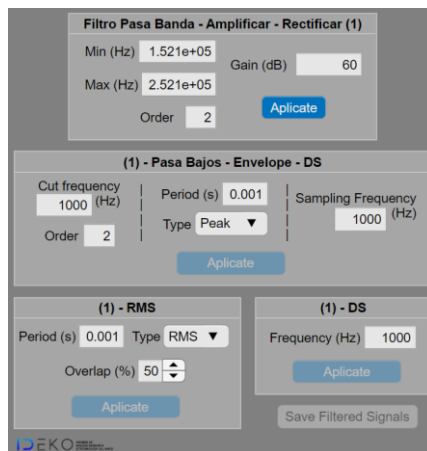 Filtro Pasa Banda - Amplificar - Rectificar (1)
Min (Hz) 1.521e+05
Gain (dB) 60
Max (Hz) 2.521e+05
Order 2
Aplicate
(1) - Pasa Bajos - Envelope - DS
Cut frequency
1000 (Hz)
Order 2
Period (s) 0.001
Type Peak
Sampling Frequency
1000 (Hz)
Aplicate
(1) - RMS
Period (s) 0.001 Type RMS
Overlap (%) 50
Aplicate
(1) - DS
Frequency (Hz) 1000
Aplicate
Save Filtered Signals
IDEKO